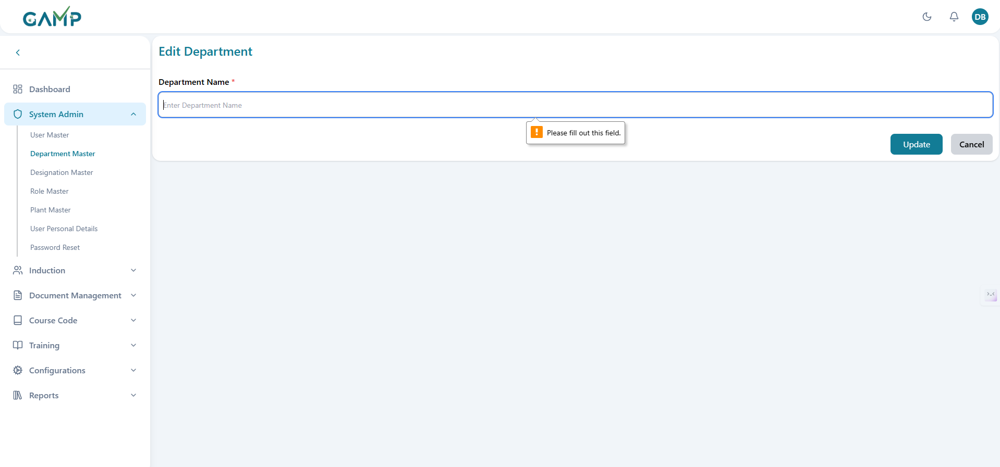 GAMP
DB
Edit Department
Department Name *
Enter Department Name
Please fill out this field.
Update
Cancel
Dashboard
System Admin
User Master
Department Master
Designation Master
Role Master
Plant Master
User Personal Details
Password Reset
Induction
Document Management
Course Code
Training
Configurations
Reports